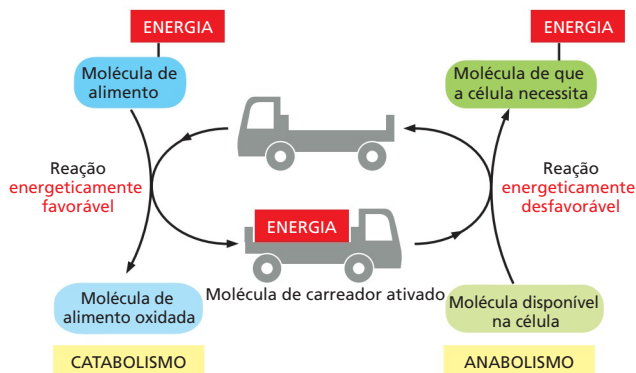 ENERGIA
Molécula de
alimento
Reação
energeticamente
favorável
Molécula de
alimento oxidada
CATABOLISMO
ENERGIA
Molécula de carreador ativado
ENERGIA
Molécula de que
a célula necessita
Reação
energeticamente
desfavorável
Molécula disponível
na célula
ANABOLISMO